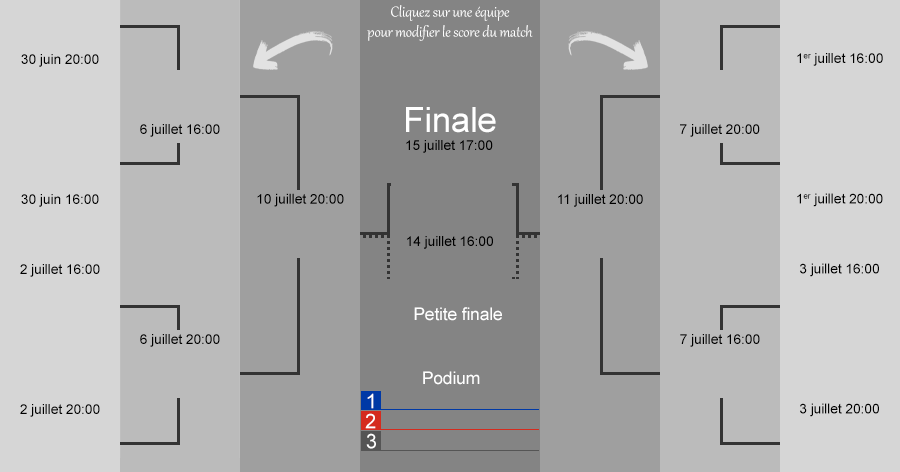 Cliquez sur une équipe
pour modifier le score du match
30 juin 20:00
6 juillet 16:00
30 juin 16:00
10 juillet 20:00
2 juillet 16:00
6 juillet 20:00
2 juillet 20:00
Finale
15 juillet 17:00
14 juillet 16:00
Petite finale
Podium
1
2
3
1er juillet 16:00
7 juillet 20:00
1er juillet 20:00
11 juillet 20:00
3 juillet 16:00
7 juillet 16:00
3 juillet 20:00